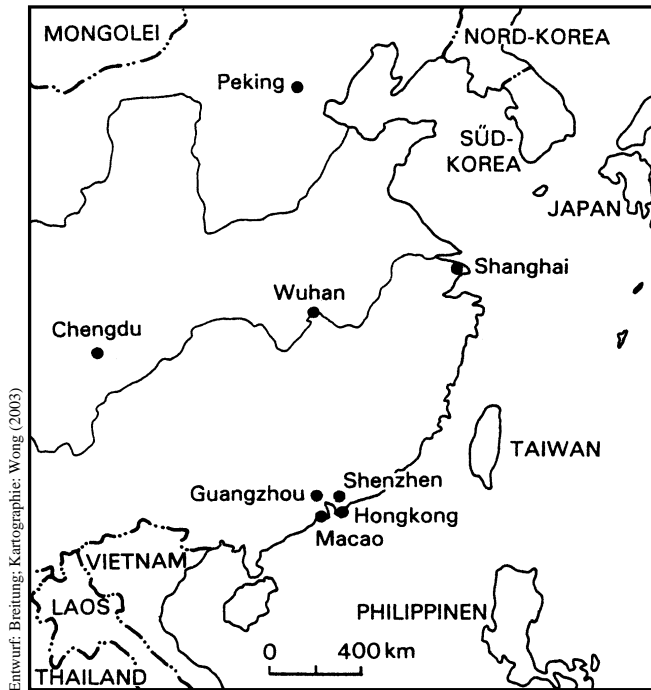 MONGOLEI
NORD-KOREA
Peking
SŰD-
KOREA
JAPAN
Shanghai
Wuhan
Chengdu
TAIWAN
Guangzhou
Shenzhen
Hongkong
Macao
VIETNAM
LAOS
PHILIPPINEN
THAILAND
0 400 km
Entwurf: Breitung; Kartographie: Wong (2003)